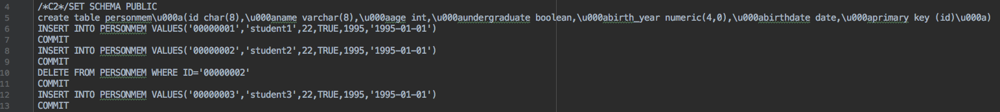 4 /*C2*/SET SCHEMA PUBLIC
5 create table personmem\u000a(id char(8),\u000aname varchar(8),\u000aage int,\u000aundergraduate boolean,\u000abirth_year numeric(4,0),\u000abirthdate date,\u000aprimary key (id)\u000a)
6 INSERT INTO PERSONMEM VALUES('00000001','student1',22,TRUE,1995,'1995-01-01')
7 COMMIT
8 INSERT INTO PERSONMEM VALUES('00000002','student2',22,TRUE,1995,'1995-01-01')
9 COMMIT
10 DELETE FROM PERSONMEM WHERE ID='00000002'
11 COMMIT
12 INSERT INTO PERSONMEM VALUES('00000003','student3',22,TRUE,1995,'1995-01-01')
13 COMMIT